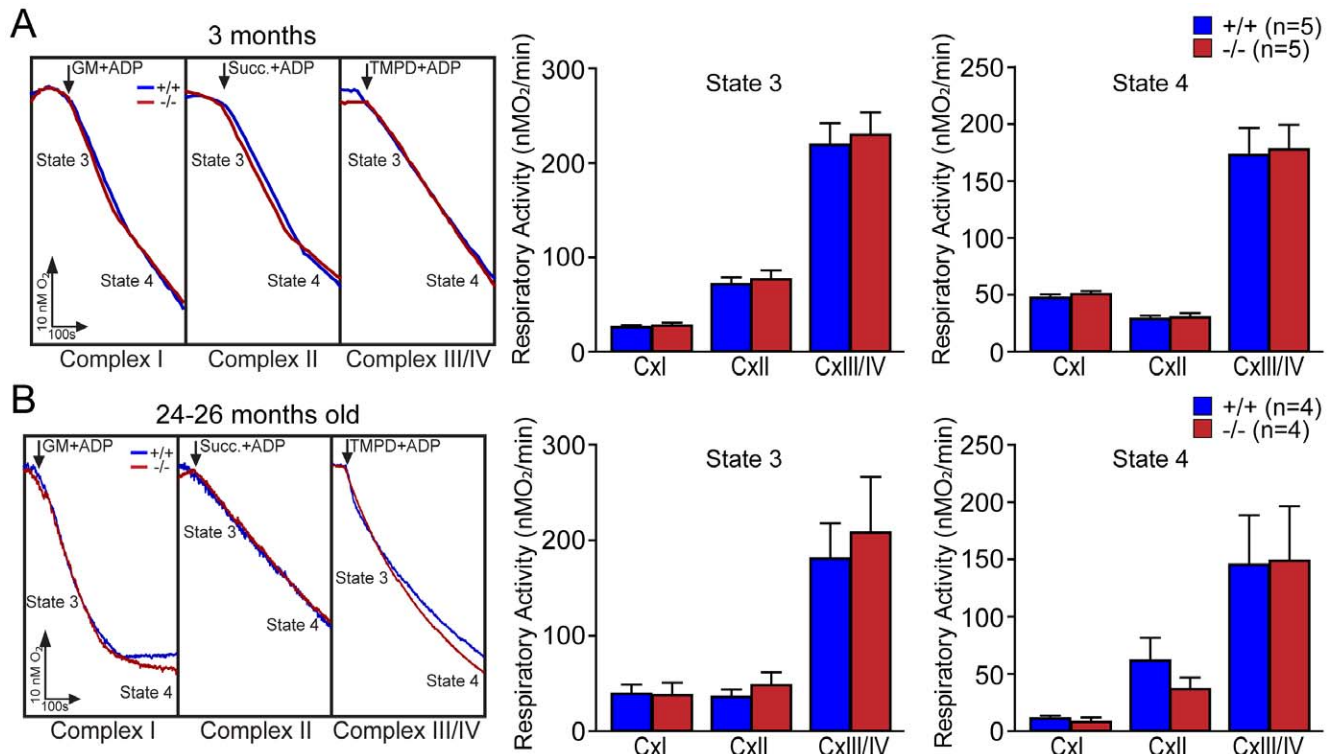 A
3 months
GM+ADP
Succ.+ADP
TMPD+ADP
+/+
-/-
State 3
State 3
State 3
State 4
State 4
State 4
10 nM O₂
100s
Complex I
Complex II
Complex III/IV
Respiratory Activity (nMO₂/min)
State 3
300
200
100
0
CxI
CxII
CxIII/IV
Respiratory Activity (nMO₂/min)
State 4
250
200
150
100
50
0
CxI
CxII
CxIII/IV
+/+ (n=5)
-/- (n=5)
B
24-26 months old
GM+ADP
Succ.+ADP
TMPD+ADP
+/+
-/-
State 3
State 3
State 3
State 4
State 4
State 4
10 nM O₂
100s
Complex I
Complex II
Complex III/IV
Respiratory Activity (nMO₂/min)
State 3
300
200
100
0
CxI
CxII
CxIII/IV
Respiratory Activity (nMO₂/min)
State 4
250
200
150
100
50
0
CxI
CxII
CxIII/IV
+/+ (n=4)
-/- (n=4)